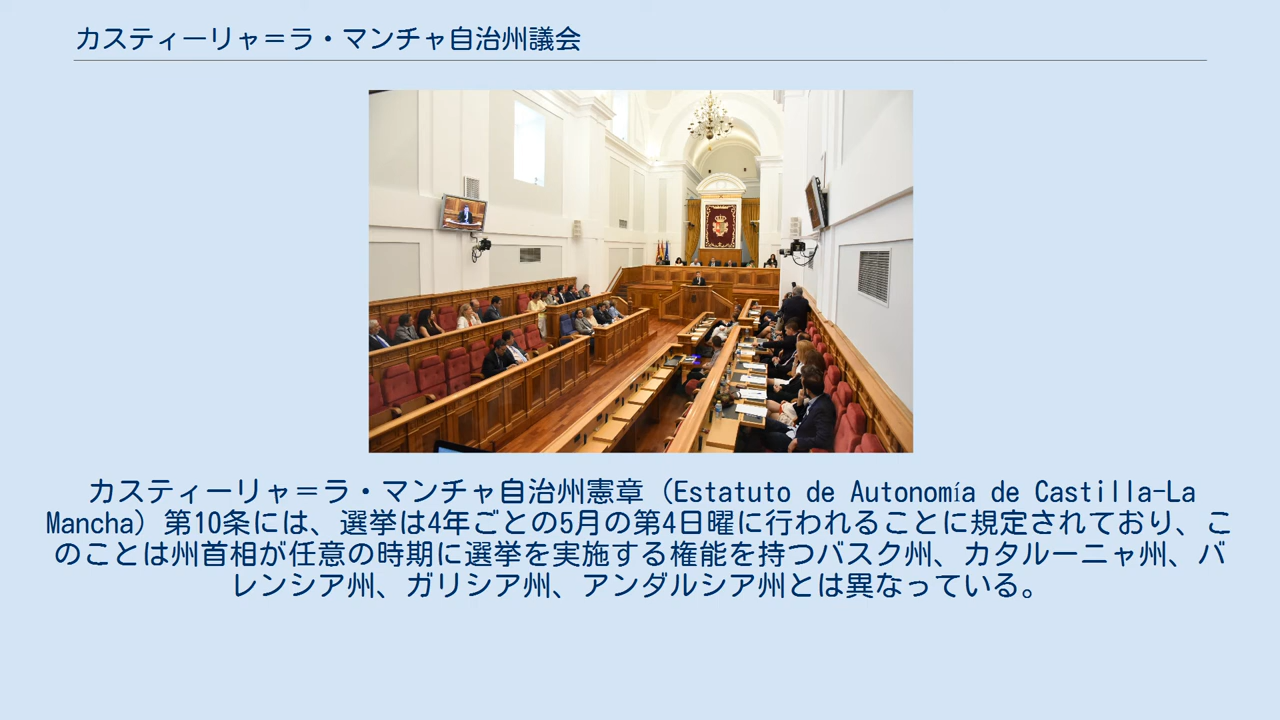 カスティーリャ＝ラ・マンチャ自治州議会
カスティーリャ＝ラ・マンチャ自治州憲章（Estatuto de Autonomía de Castilla-La
Mancha）第10条には、選挙は4年ごとの5月の第4日曜に行われることに規定されており、こ
のことは州首相が任意の時期に選挙を実施する権能を持つバスク州、カタルーニャ州、バ
レンシア州、ガリシア州、アンダルシア州とは異なっている。